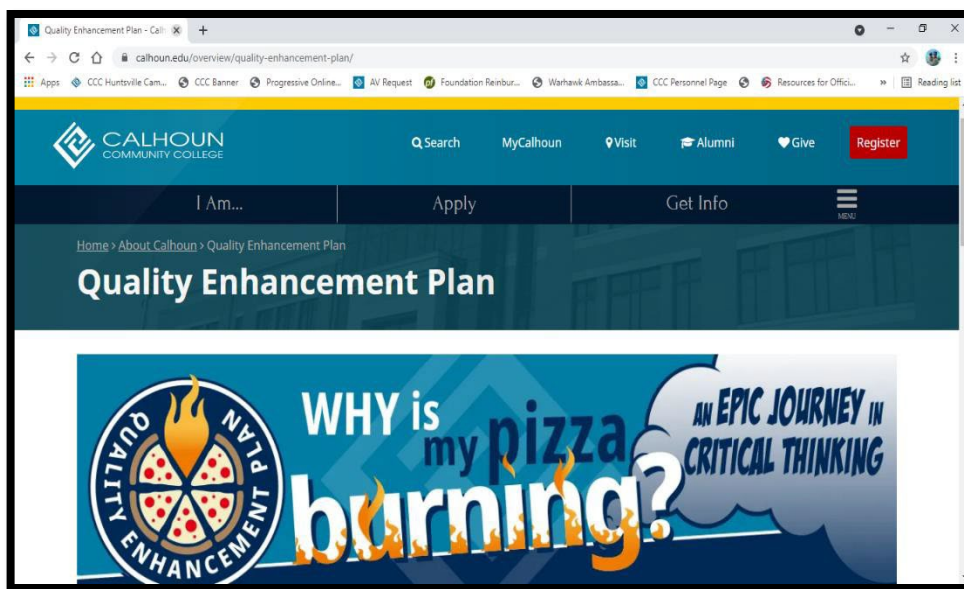 Quality Enhancement Plan - Calh
calhoun.edu/overview/quality-enhancement-plan/
Apps CCC Huntsville Cam... CCC Banner Progressive Online... AV Request Foundation Reinbur... Warhawk Ambassa... CCC Personnel Page Resources for Offici... » Reading list
CALHOUN
COMMUNITY COLLEGE
Search MyCalhoun Visit Alumni Give Register
I Am... Apply Get Info
MENU
Home > About Calhoun > Quality Enhancement Plan
Quality Enhancement Plan
QUALITY ENHANCEMENT PLAN
WHY is
my pizza
burning?
AN EPIC JOURNEY IN
CRITICAL THINKING